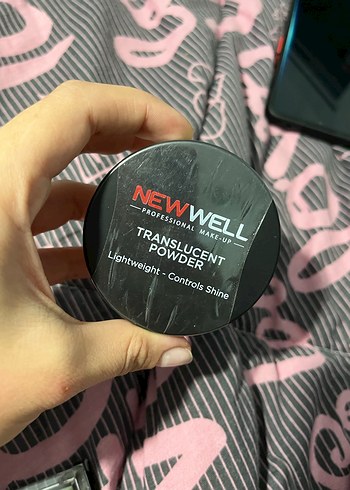 NEWWELL
PROFESSIONAL MAKE-UP
TRANSLUCENT
POWDER
Lightweight - Controls Shine